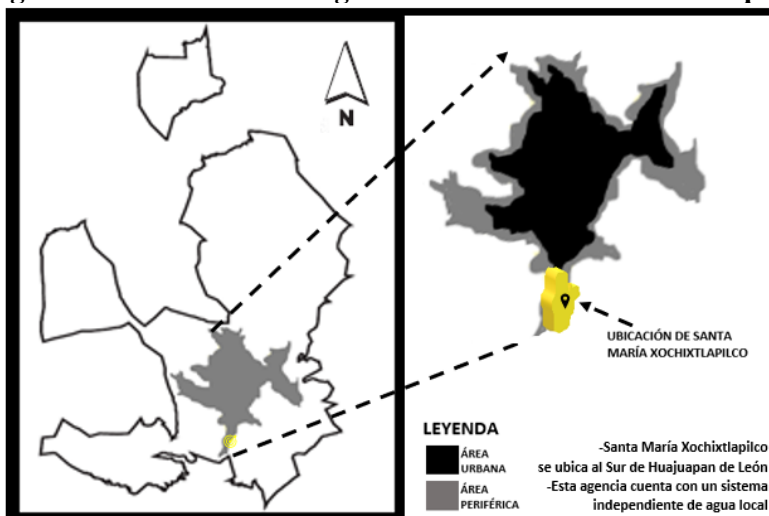 N
UBICACIÓN DE SANTA
MARÍA XOCHIXTLAPILCO
LEYENDA
ÁREA
URBANA
ÁREA
PERIFÉRICA
-Santa María Xochixtlapilco
se ubica al Sur de Huajuapan de León
-Esta agencia cuenta con un sistema
independiente de agua local